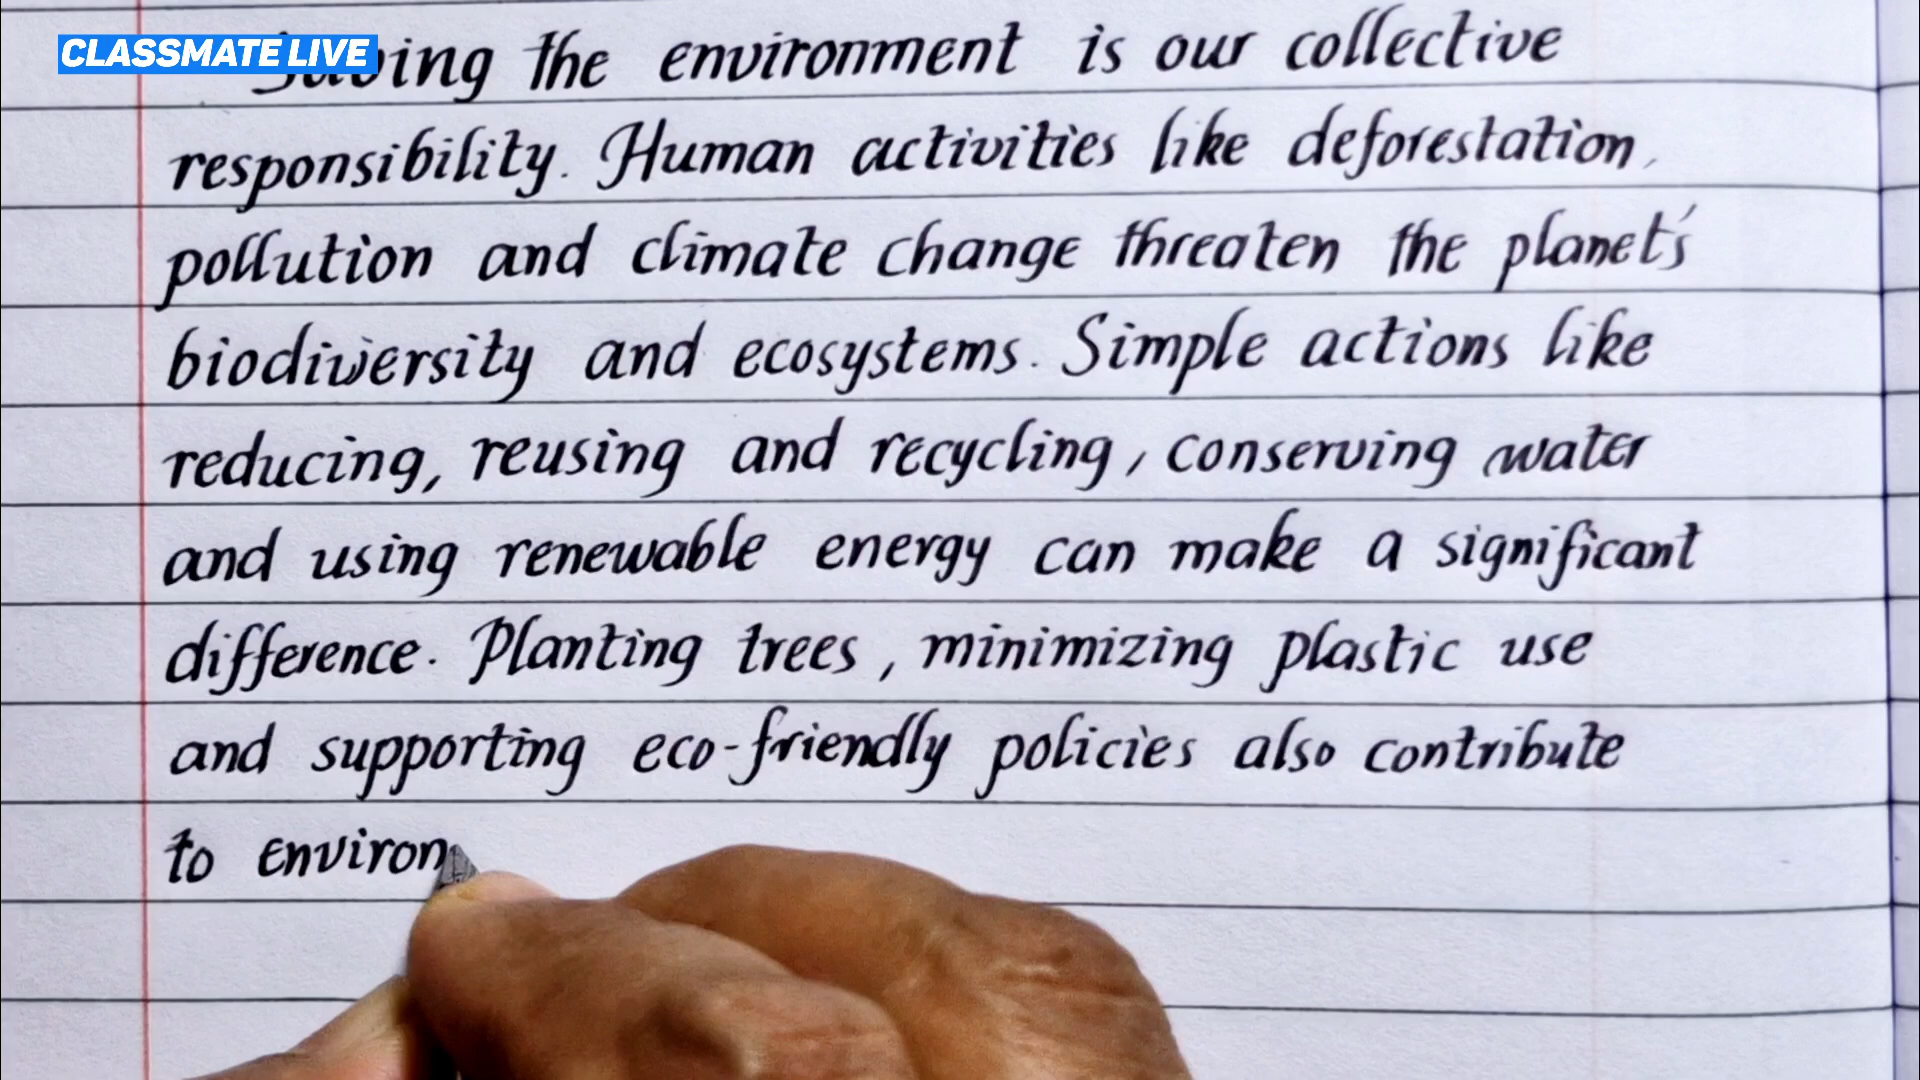 CLASSMATE LIVE
Saving the environment is our collective
responsibility. Human activities like deforestation,
pollution and climate change threaten the planet's
biodiversity and ecosystems. Simple actions like
reducing, reusing and recycling, conserving water
and using renewable energy can make a significant
difference. Planting trees, minimizing plastic use
and supporting eco-friendly policies also contribute
to environ